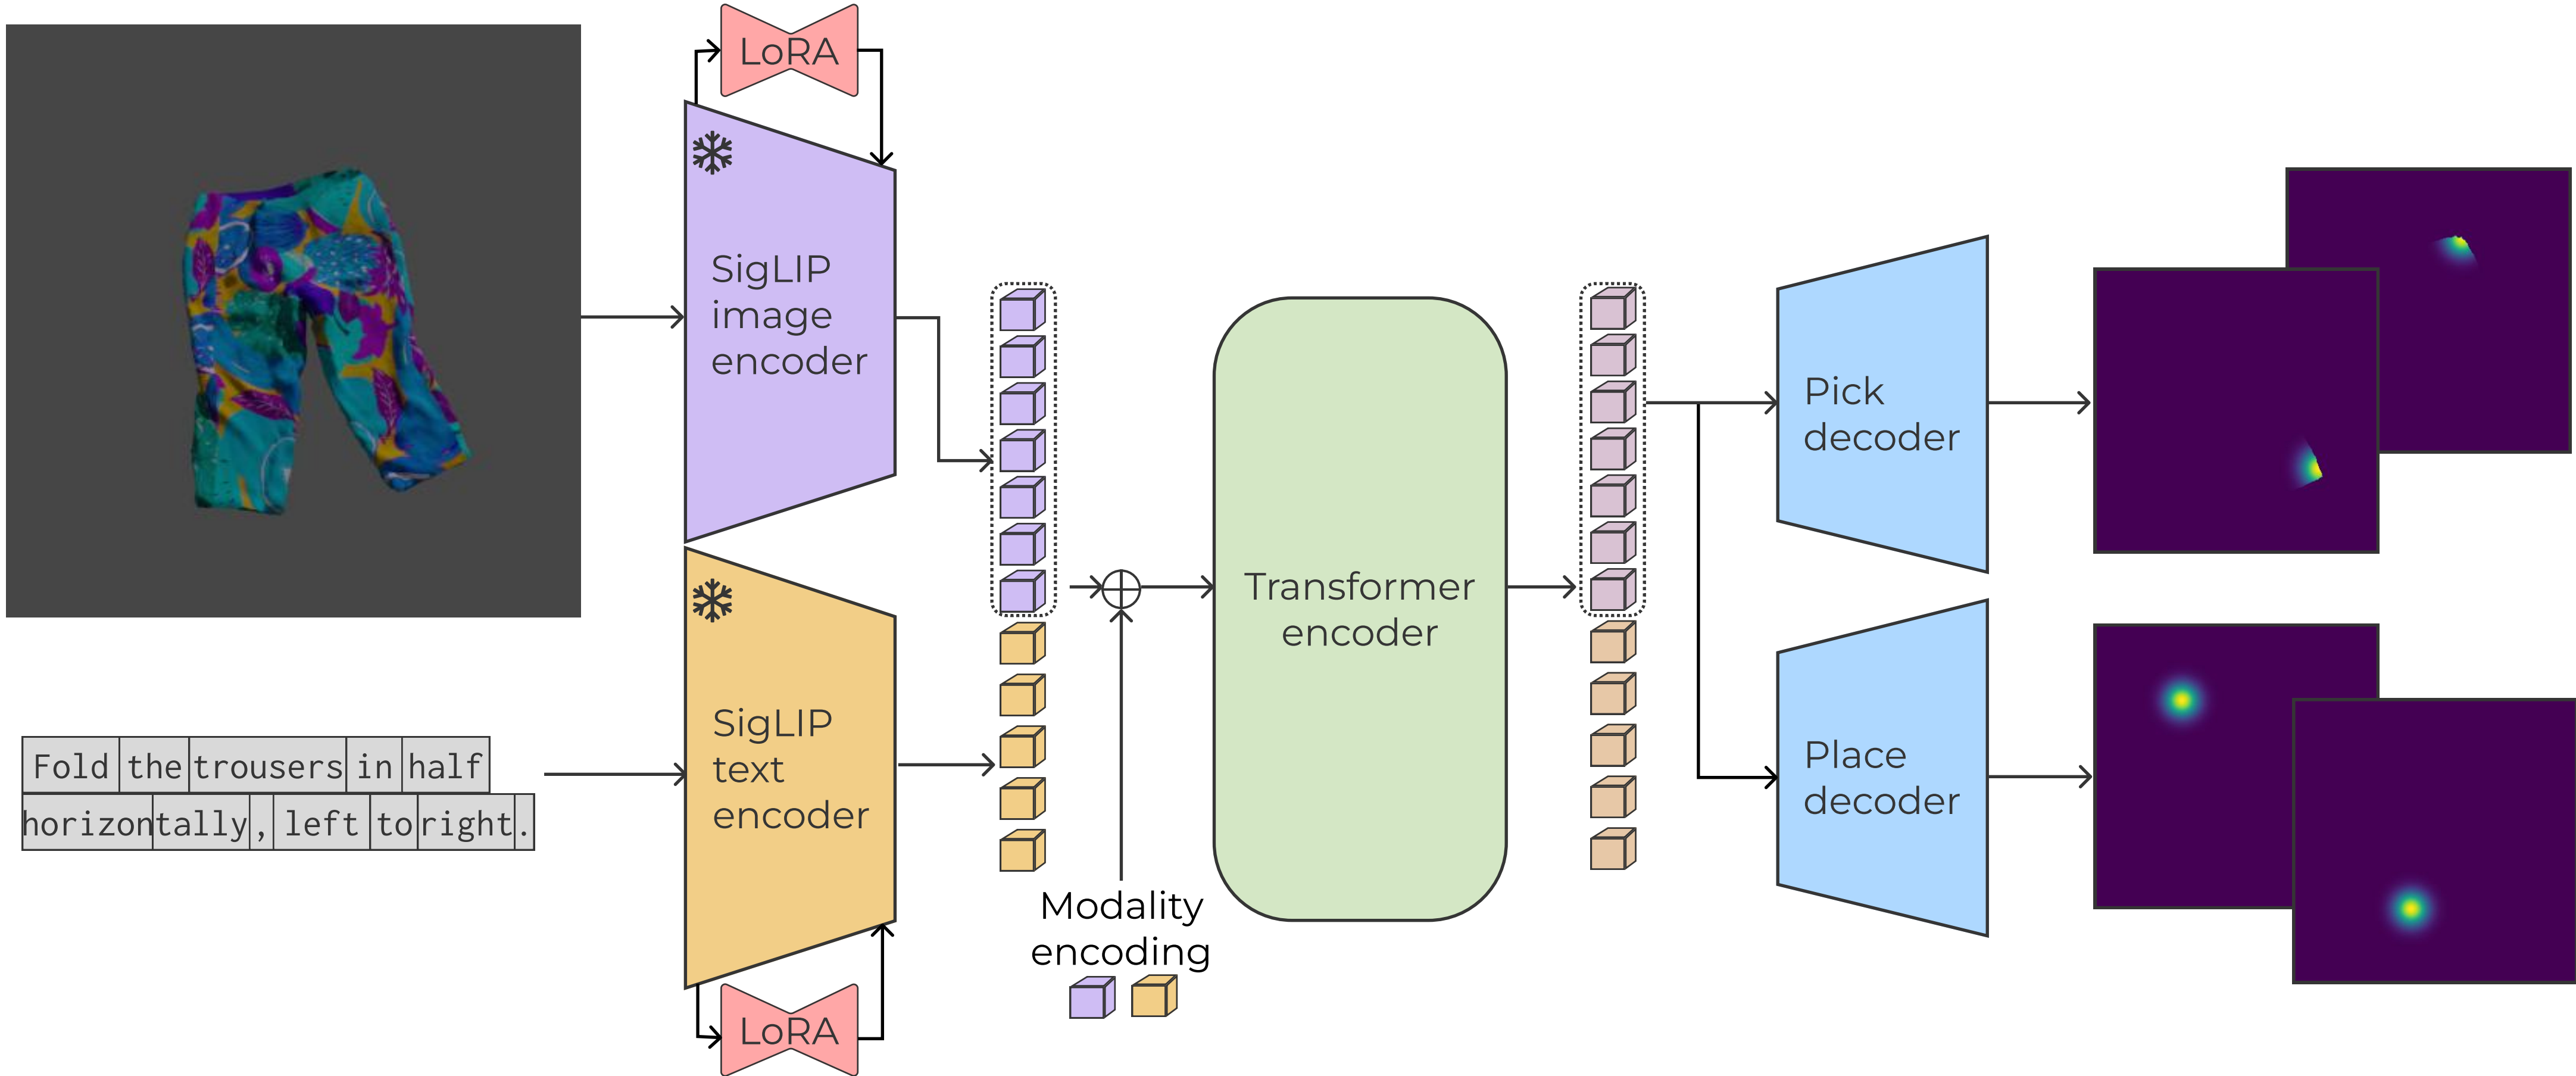 LoRA
SigLIP
image
encoder
Fold the trousers in half
horizontally, left to right.
SigLIP
text
encoder
LoRA
Modality
encoding
Transformer
encoder
Pick
decoder
Place
decoder